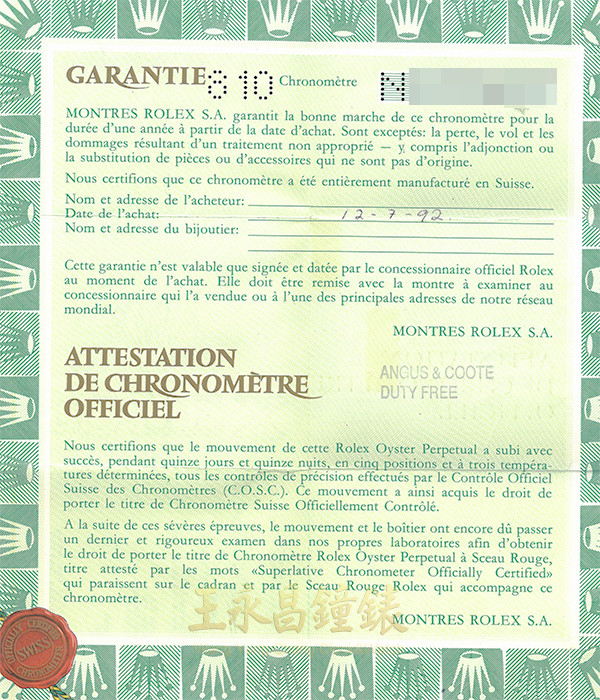 GARANTIE 810 Chronomètre N
MONTRES ROLEX S.A. garantit la bonne marche de ce chronomètre pour la
durée d'une année à partir de la date d'achat. Sont exceptés: la perte, le vol et les
dommages résultant d'un traitement non approprié – y compris l'adjonction ou
la substitution de pièces ou d'accessoires qui ne sont pas d'origine.
Nous certifions que ce chronomètre a été entièrement manufacturé en Suisse.
Nom et adresse de l'acheteur:
Date de l'achat: 12-7-92.
Nom et adresse du bijoutier:
Cette garantie n'est valable que signée et datée par le concessionnaire officiel Rolex
au moment de l'achat. Elle doit être remise avec la montre à examiner au
concessionnaire qui l'a vendue ou à l'une des principales adresses de notre réseau
mondial.
MONTRES ROLEX S.A.
ATTESTATION
DE CHRONOMÈTRE
OFFICIEL
ANGUS & COOTE
DUTY FREE
Nous certifions que le mouvement de cette Rolex Oyster Perpetual a subi avec
succès, pendant quinze jours et quinze nuits, en cinq positions et à trois tempéra-
tures déterminées, tous les contrôles de précision effectués par le Contrôle Officiel
Suisse des Chronomètres (C.O.S.C.). Ce mouvement a ainsi acquis le droit de
porter le titre de Chronomètre Suisse Officiellement Contrôlé.
A la suite de ces sévères épreuves, le mouvement et le boîtier ont encore dû passer
un dernier et rigoureux examen dans nos propres laboratoires afin d'obtenir
le droit de porter le titre de Chronomètre Rolex Oyster Perpetual à Sceau Rouge,
titre attesté par les mots «Superlative Chronometer Officially Certified»
qui paraissent sur le cadran et par le Sceau Rouge Rolex qui accompagne ce
chronomètre.
王永昌鐘錶
MONTRES ROLEX S.A.
OFFICIALLY CERTIFIED
SWISS
CHRONOMETER